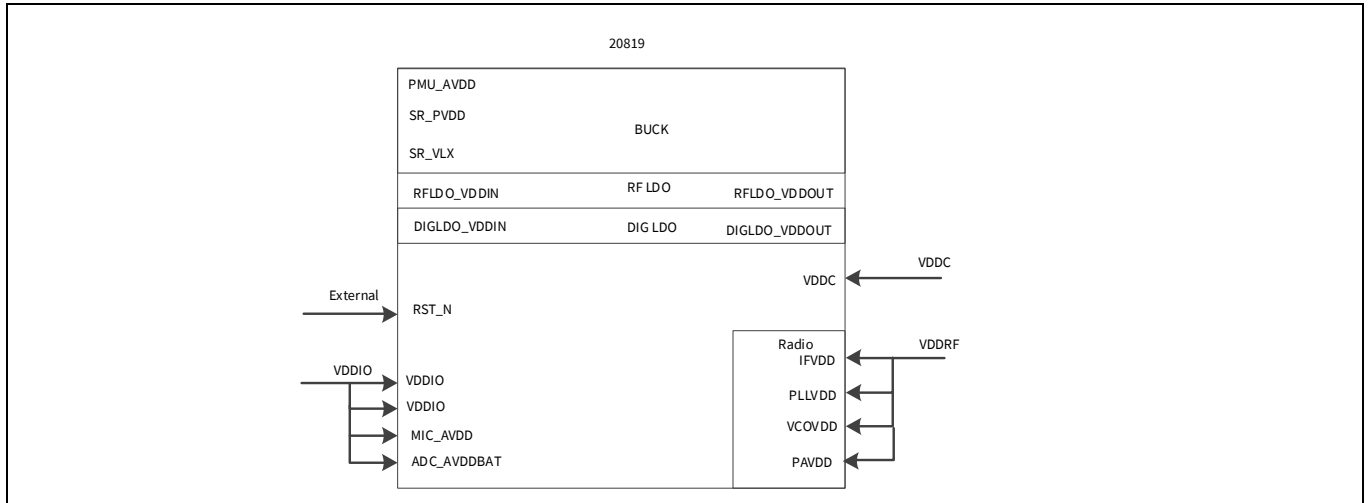 20819
PMU_AVDD
SR_PVDD
BUCK
SR_VLX
RFLDO_VDDIN
RF LDO
RFLDO_VDDOUT
DIGLDO_VDDIN
DIG LDO
DIGLDO_VDDOUT
VDDC
VDDC
External
RST_N
Radio
IFVDD
VDDRF
VDDIO
VDDIO
PLLVDD
VDDIO
VCOVDD
MIC_AVDD
ADC_AVDDBAT
PAVDD